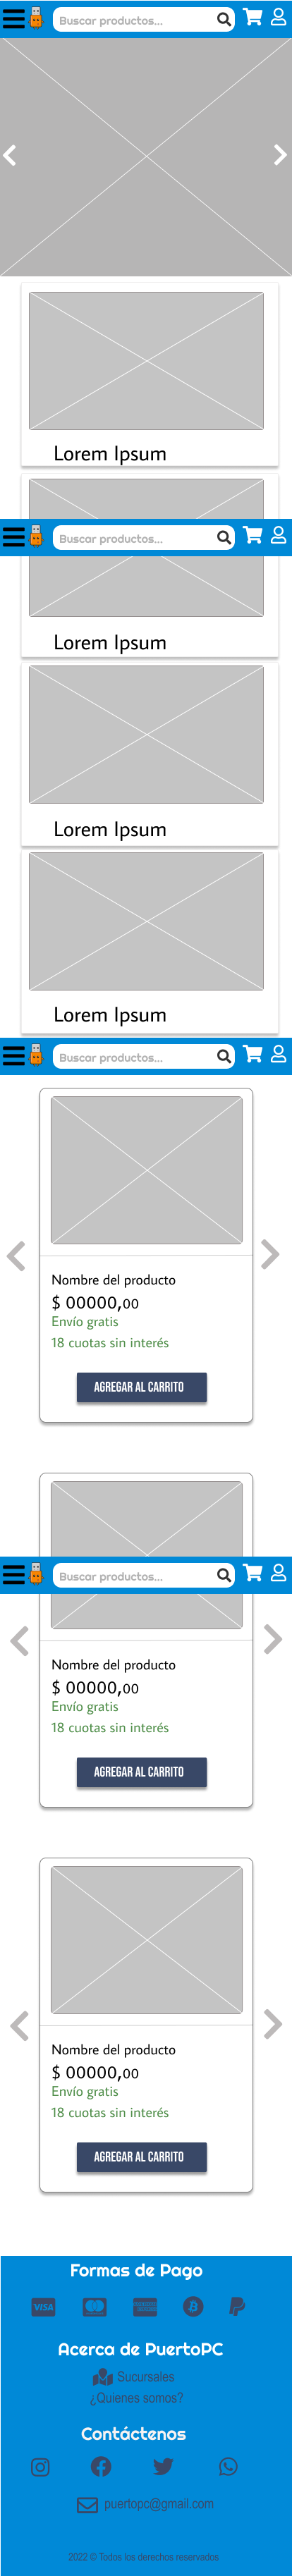 Buscar productos...
Lorem Ipsum
Buscar productos...
Lorem Ipsum
Lorem Ipsum
Lorem Ipsum
Buscar productos...
Nombre del producto
$ 00000,00
Envío gratis
18 cuotas sin interés
AGREGAR AL CARRITO
Buscar productos...
Nombre del producto
$ 00000,00
Envío gratis
18 cuotas sin interés
AGREGAR AL CARRITO
Nombre del producto
$ 00000,00
Envío gratis
18 cuotas sin interés
AGREGAR AL CARRITO
Formas de Pago
VISA
Acerca de PuertoPC
Sucursales
¿Quienes somos?
Contáctenos
puertopc@gmail.com
2022 © Todos los derechos reservados